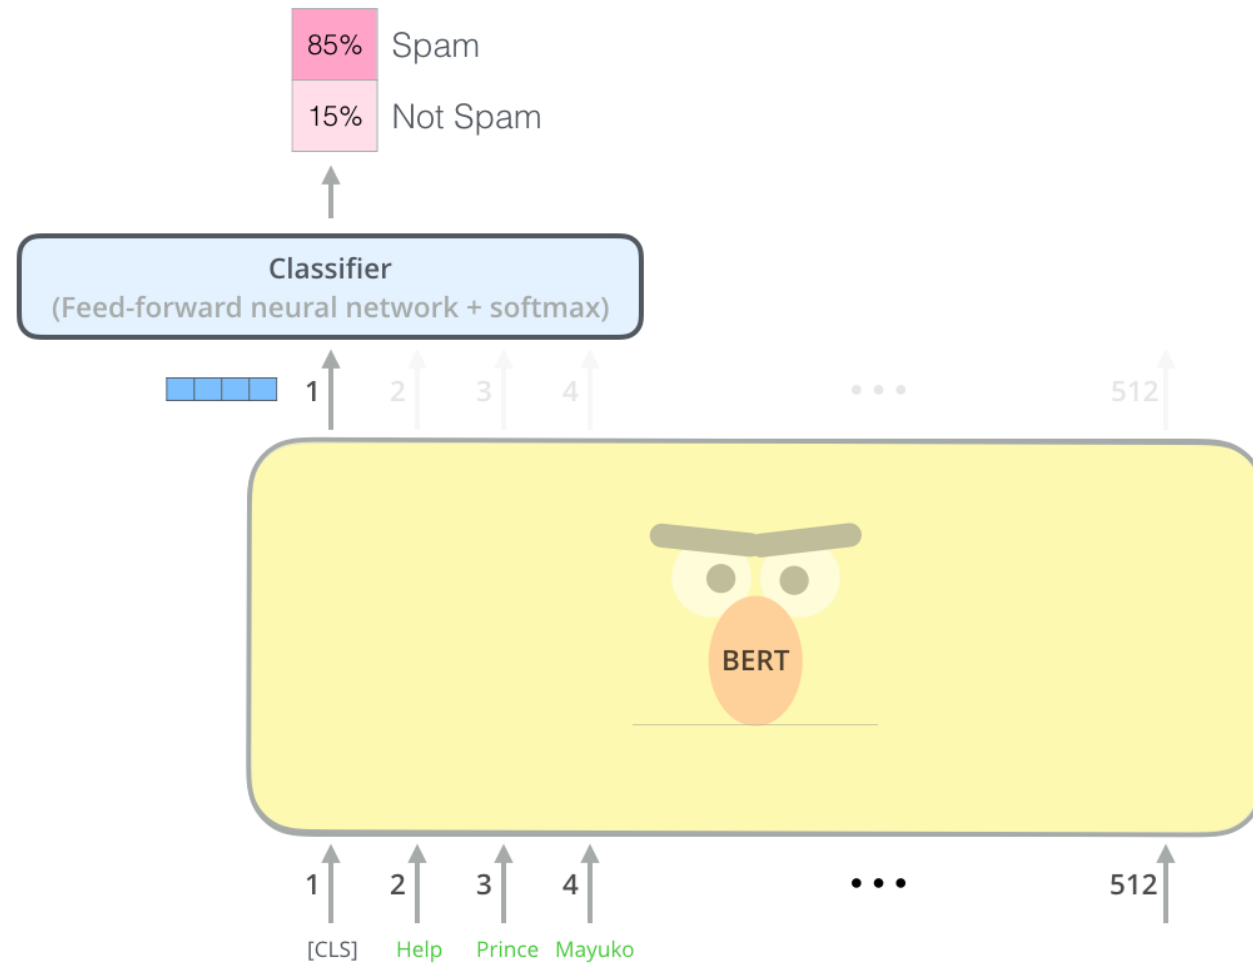 85% Spam
15% Not Spam
Classifier
(Feed-forward neural network + softmax)
1 2 3 4 ••• 512
BERT
1 2 3 4 ••• 512
[CLS] Help Prince Mayuko